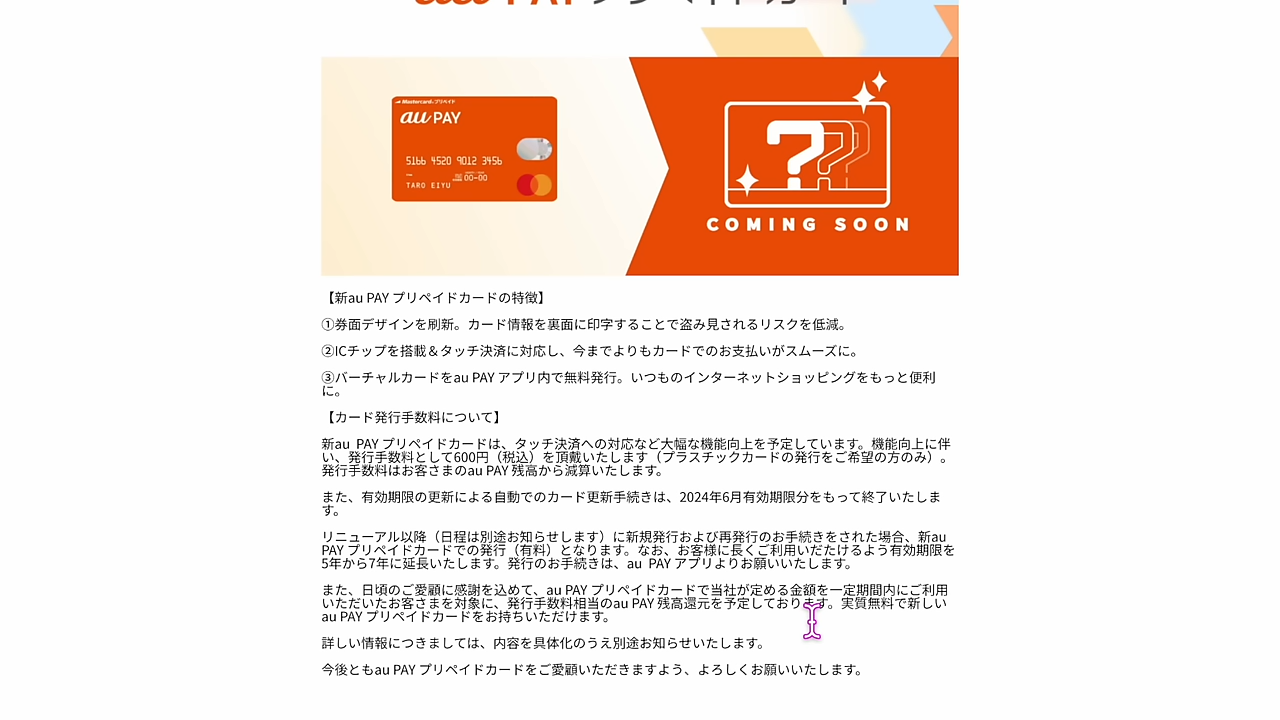 au PAY プリペイドカード
Mastercard プリペイド
au PAY
5166 4520 9012 3456
00-00
TARO EIYU
COMING SOON
【新au PAY プリペイドカードの特徴】
①券面デザインを刷新。カード情報を裏面に印字することで盗み見されるリスクを低減。
②ICチップを搭載＆タッチ決済に対応し、今までよりもカードでのお支払いがスムーズに。
③バーチャルカードをau PAY アプリ内で無料発行。いつものインターネットショッピングをもっと便利
に。
【カード発行手数料について】
新au PAY プリペイドカードは、タッチ決済への対応など大幅な機能向上を予定しています。機能向上に伴
い、発行手数料として600円（税込）を頂戴いたします（プラスチックカードの発行をご希望の方のみ）。
発行手数料はお客さまのau PAY 残高から減算いたします。
また、有効期限の更新による自動でのカード更新手続きは、2024年6月有効期限分をもって終了いたしま
す。
リニューアル以降（日程は別途お知らせします）に新規発行および再発行のお手続きをされた場合、新au
PAY プリペイドカードでの発行（有料）となります。なお、お客様に長くご利用いだたけるよう有効期限を
5年から7年に延長いたします。発行のお手続きは、au PAY アプリよりお願いいたします。
また、日頃のご愛顧に感謝を込めて、au PAY プリペイドカードで当社が定める金額を一定期間内にご利用
いただいたお客さまを対象に、発行手数料相当のau PAY 残高還元を予定しております。実質無料で新しい
au PAY プリペイドカードをお持ちいただけます。
詳しい情報につきましては、内容を具体化のうえ別途お知らせいたします。
今後ともau PAY プリペイドカードをご愛顧いただきますよう、よろしくお願いいたします。